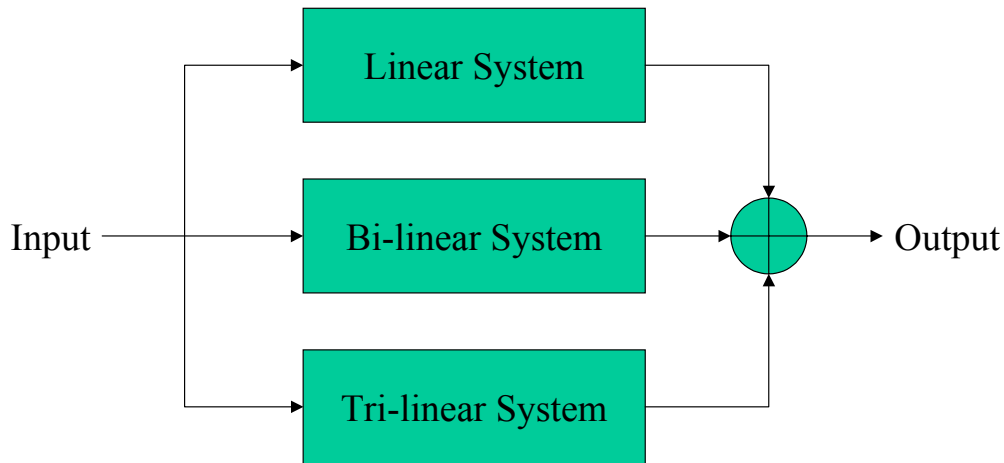 Linear System
Input
Bi-linear System
Output
Tri-linear System